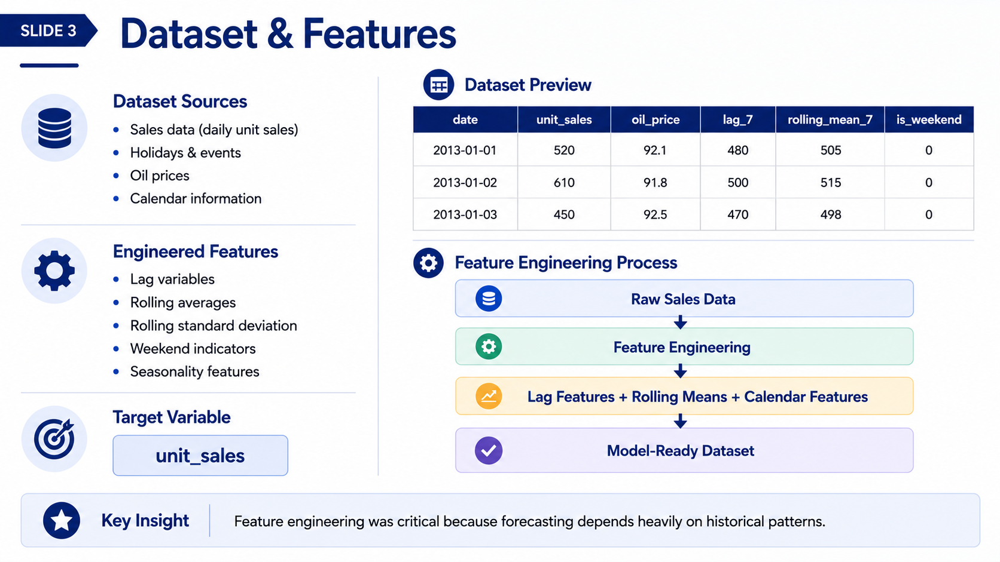 SLIDE 3
Dataset & Features
Dataset Sources
• Sales data (daily unit sales)
• Holidays & events
• Oil prices
• Calendar information
Engineered Features
• Lag variables
• Rolling averages
• Rolling standard deviation
• Weekend indicators
• Seasonality features
Target Variable
unit_sales
Dataset Preview
date unit_sales oil_price lag_7 rolling_mean_7 is_weekend
2013-01-01 520 92.1 480 505 0
2013-01-02 610 91.8 500 515 0
2013-01-03 450 92.5 470 498 0
Feature Engineering Process
Raw Sales Data
Feature Engineering
Lag Features + Rolling Means + Calendar Features
Model-Ready Dataset
Key Insight
Feature engineering was critical because forecasting depends heavily on historical patterns.